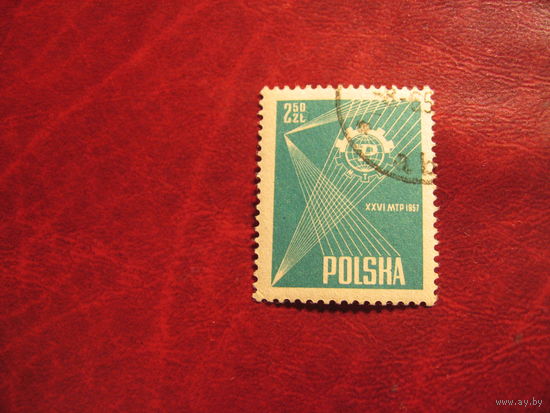 2.50
ZŁ
XXVI MTP 1957
POLSKA
www.ay.by